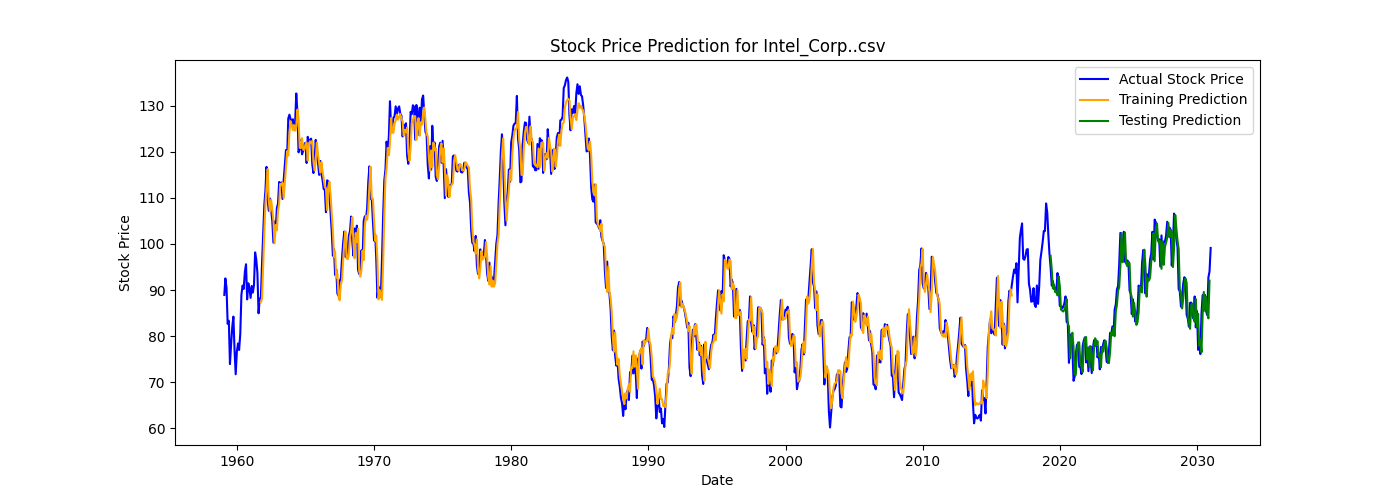 Stock Price Prediction for Intel_Corp..csv
Actual Stock Price
Training Prediction
Testing Prediction
Stock Price
130
120
110
100
90
80
70
60
1960 1970 1980 1990 2000 2010 2020 2030
Date